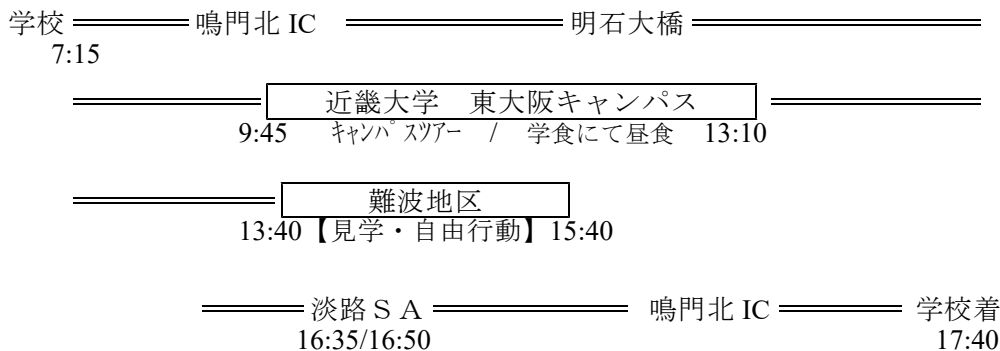 学校 鳴門北 IC 明石大橋
7:15
近畿大学 東大阪キャンパス
9:45 ｷｬﾝﾊﾟｽﾂｱｰ / 学食にて昼食 13:10
難波地区
13:40【見学・自由行動】15:40
淡路ＳＡ 鳴門北 IC 学校着
16:35/16:50 17:40